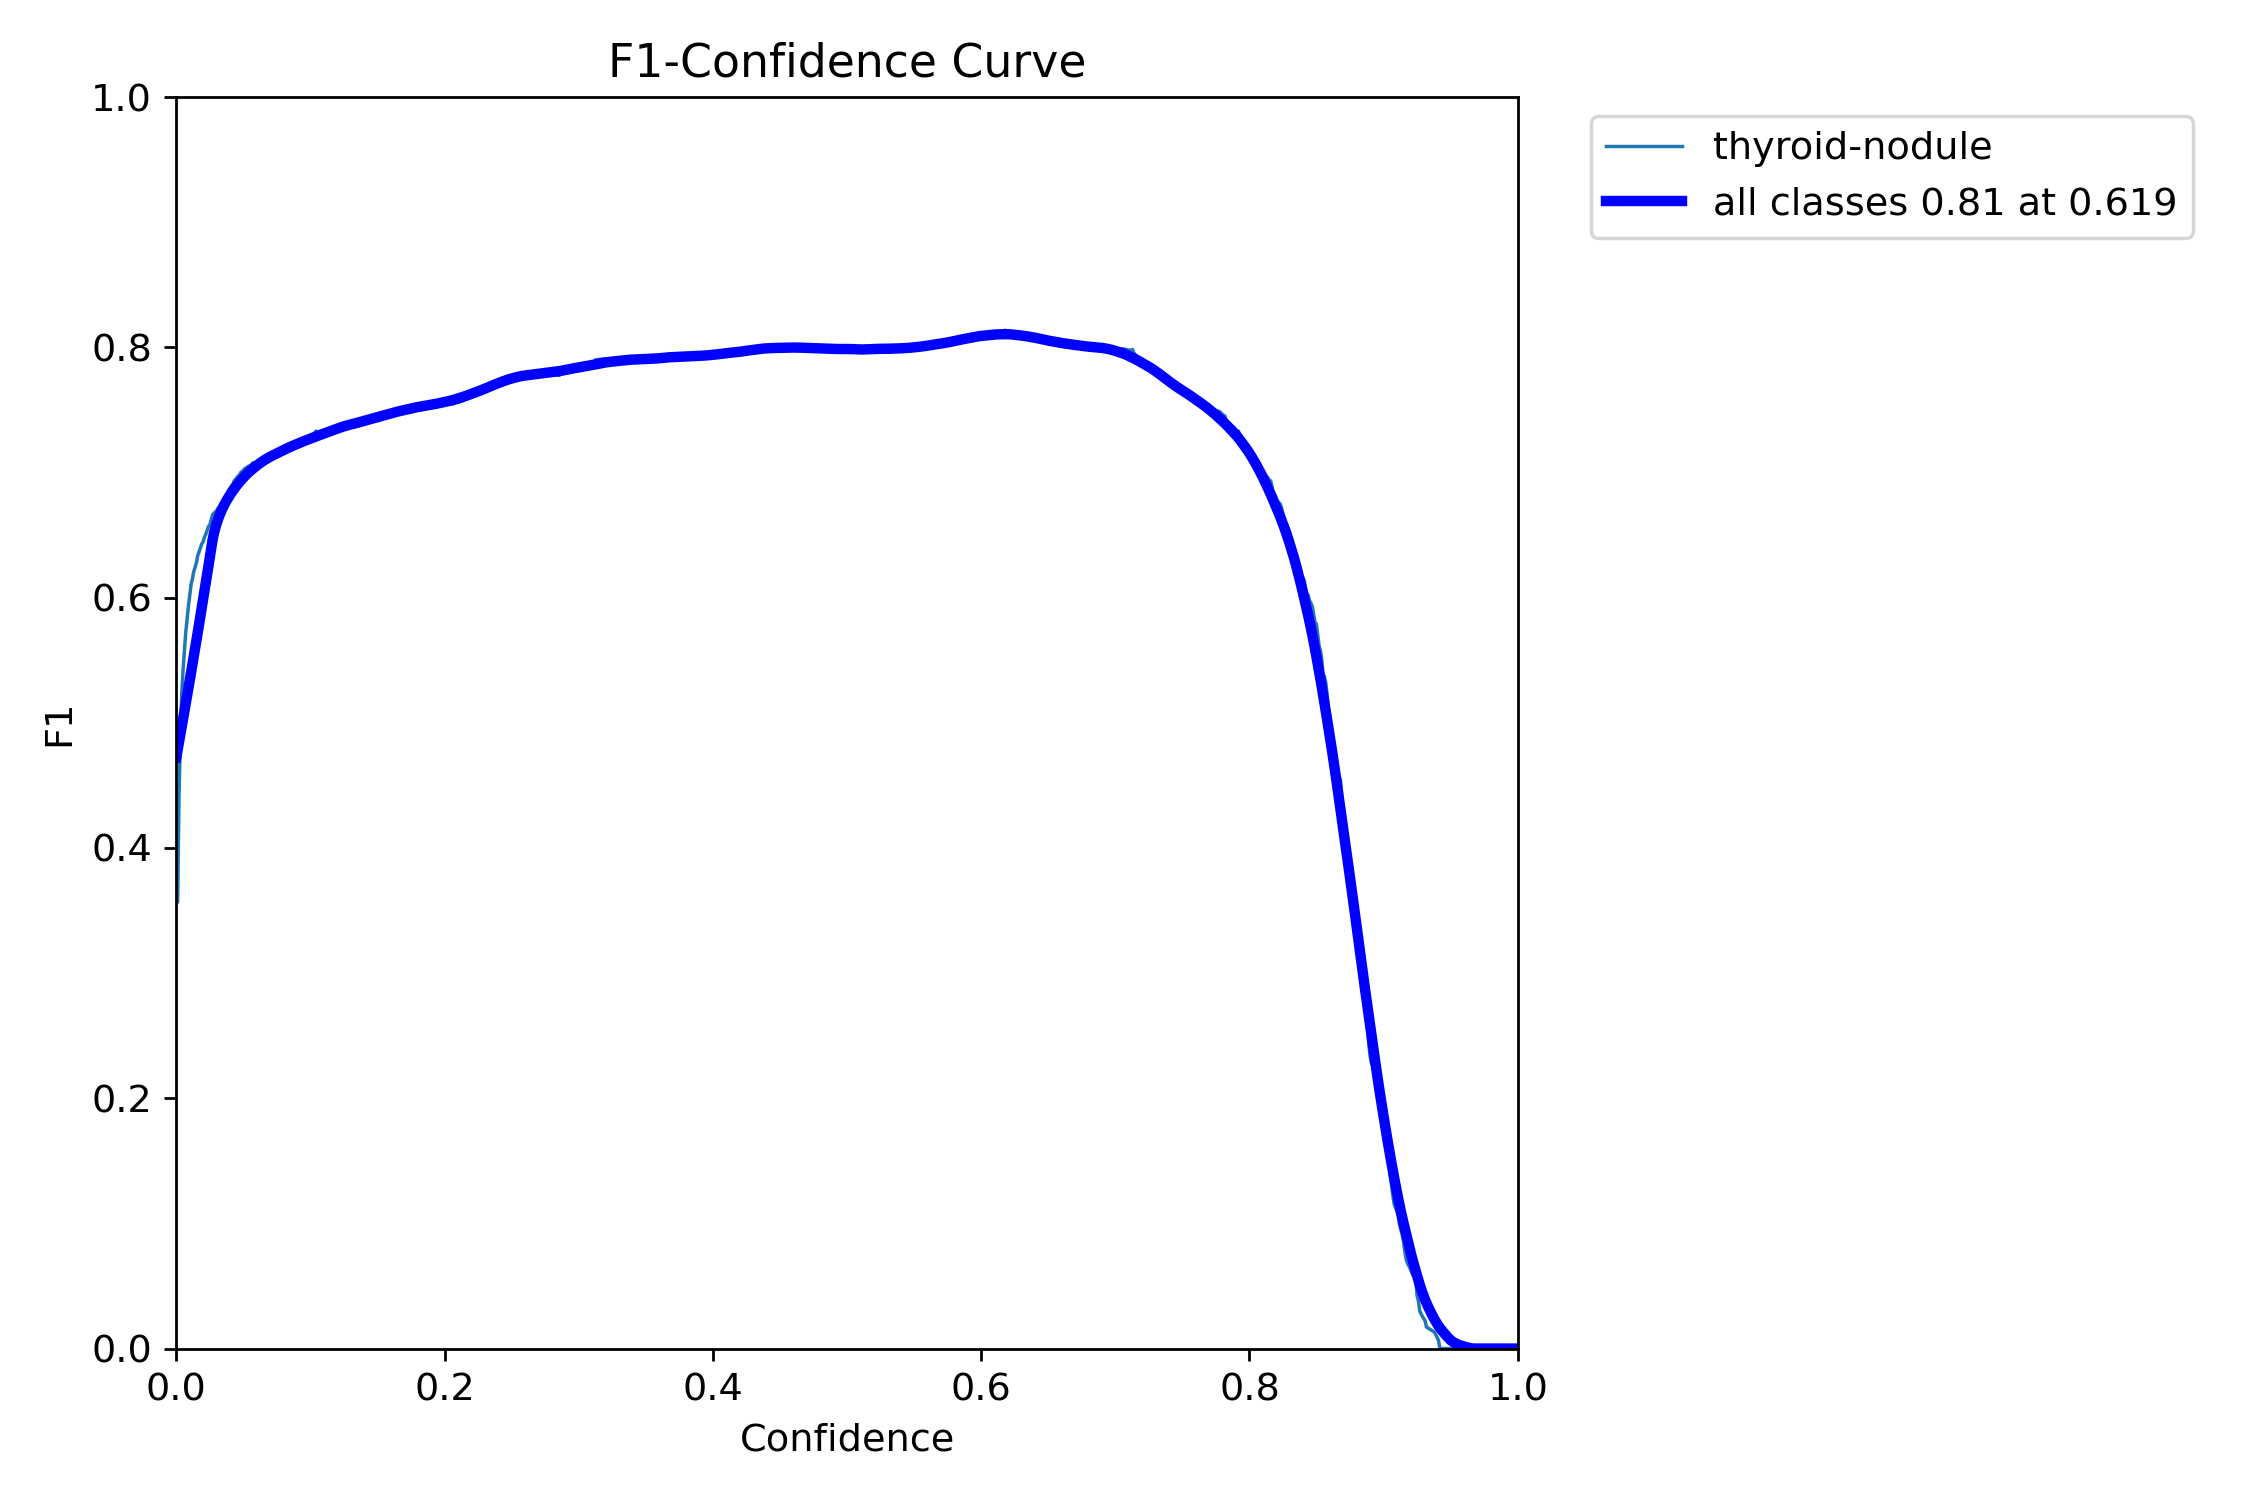 F1-Confidence Curve
1.0
0.8
0.6
0.4
0.2
0.0
F1
0.0 0.2 0.4 0.6 0.8 1.0
Confidence
thyroid-nodule
all classes 0.81 at 0.619